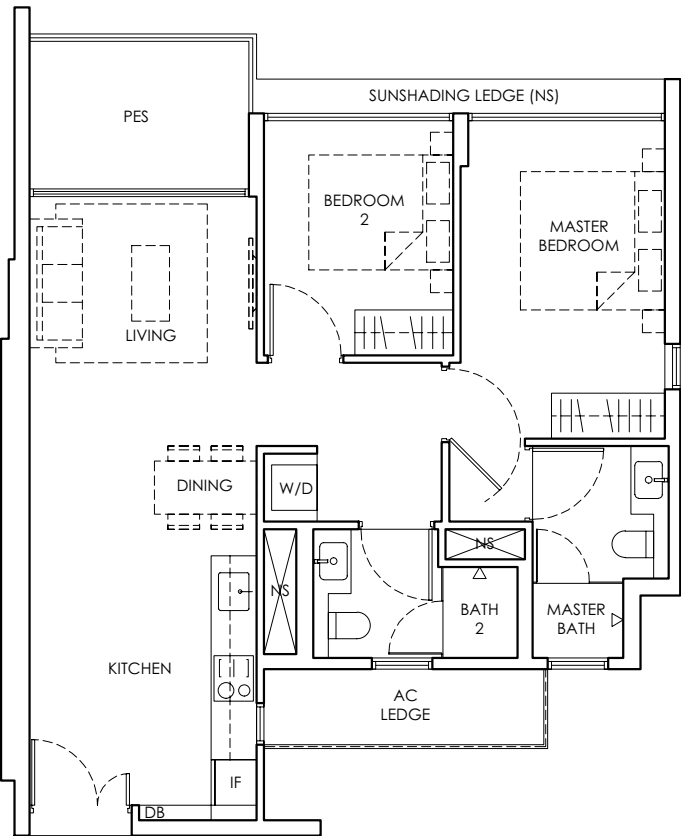 SUNSHADING LEDGE (NS)
PES
BEDROOM
2
MASTER
BEDROOM
LIVING
DINING
W/D
NS
NS
BATH
2
MASTER
BATH
KITCHEN
AC
LEDGE
IF
DB